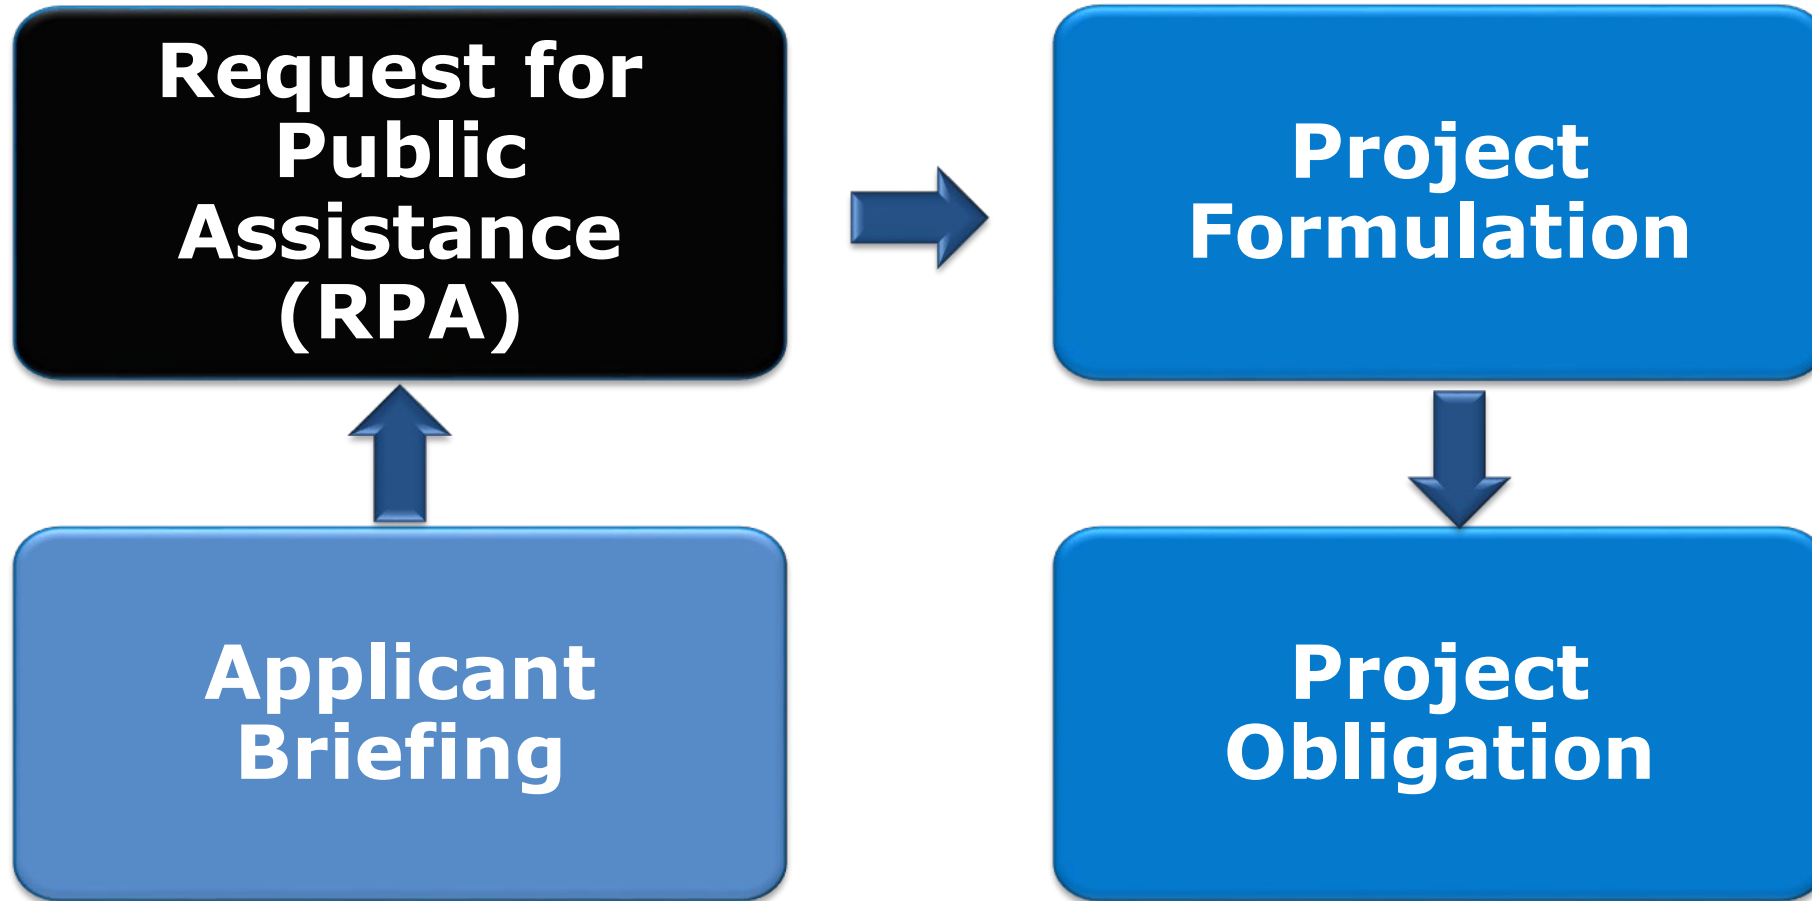 Request for
Public
Assistance
(RPA)
Project
Formulation
Applicant
Briefing
Project
Obligation